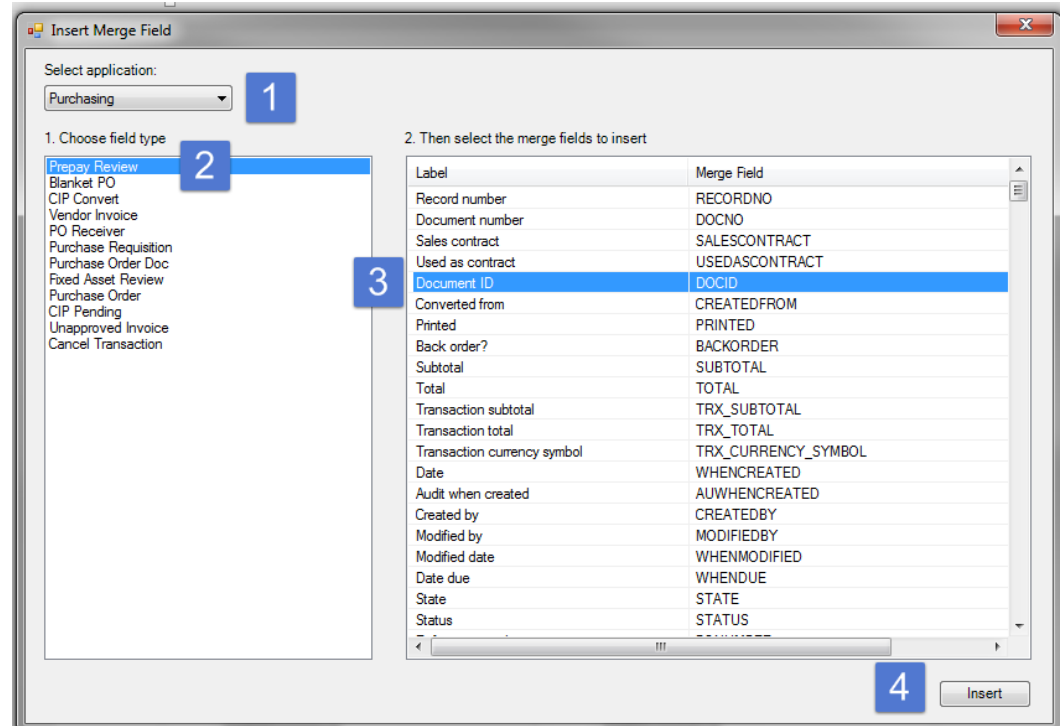 Insert Merge Field
Select application:
Purchasing
1
1. Choose field type
2
2. Then select the merge fields to insert
Prepay Review
Blanket PO
CIP Convert
Vendor Invoice
PO Receiver
Purchase Requisition
Purchase Order Doc
Fixed Asset Review
Purchase Order
CIP Pending
Unapproved Invoice
Cancel Transaction
3
Label Merge Field
Record number RECORDNO
Document number DOCNO
Sales contract SALESCONTRACT
Used as contract USEDASCONTRACT
Document ID DOCID
Converted from CREATEDFROM
Printed PRINTED
Back order? BACKORDER
Subtotal SUBTOTAL
Total TOTAL
Transaction subtotal TRX_SUBTOTAL
Transaction total TRX_TOTAL
Transaction currency symbol TRX_CURRENCY_SYMBOL
Date WHENCREATED
Audit when created AUWHENCREATED
Created by CREATEDBY
Modified by MODIFIEDBY
Modified date WHENMODIFIED
Date due WHENDUE
State STATE
Status STATUS
4
Insert